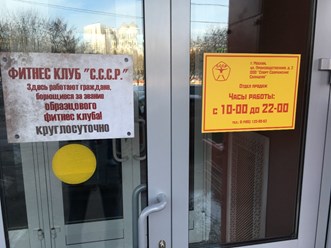 ФИТНЕС КЛУБ "С.С.С.Р."
Здесь работают граждане,
борющиеся за звание
образцового
фитнес клуба!
круглосуточно
г. Москва,
Отдел продаж
Часы работы:
с 10-00 до 22-00